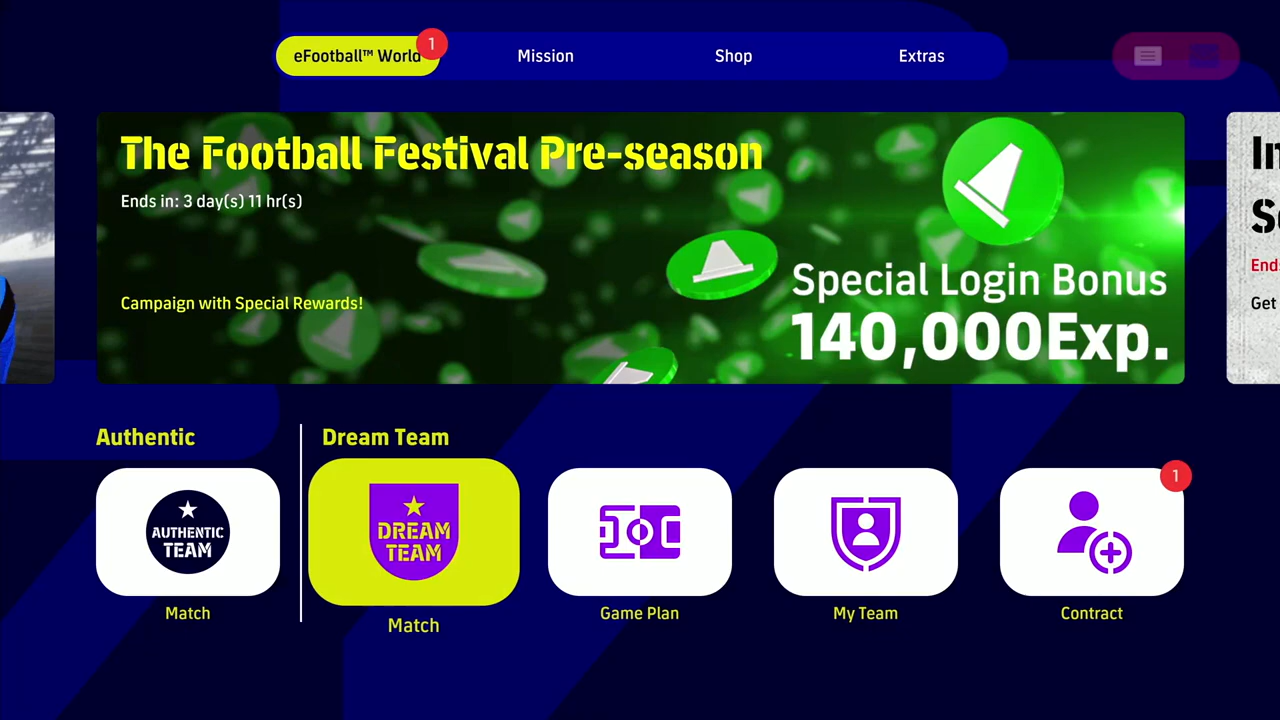 eFootball™ World
1
Mission
Shop
Extras
The Football Festival Pre-season
Ends in: 3 day(s) 11 hr(s)
Campaign with Special Rewards!
Special Login Bonus
140,000Exp.
End
Get
Authentic
Dream Team
AUTHENTIC
TEAM
DREAM
TEAM
1
Match
Match
Game Plan
My Team
Contract